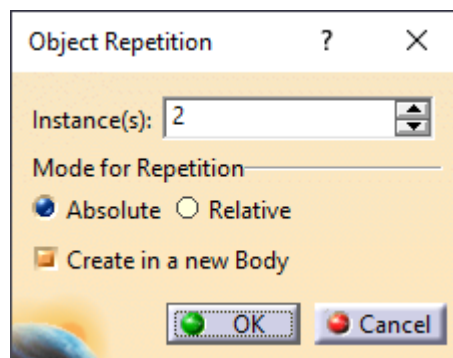 Object Repetition ?
Instance(s): 2
Mode for Repetition
Absolute Relative
Create in a new Body
OK Cancel